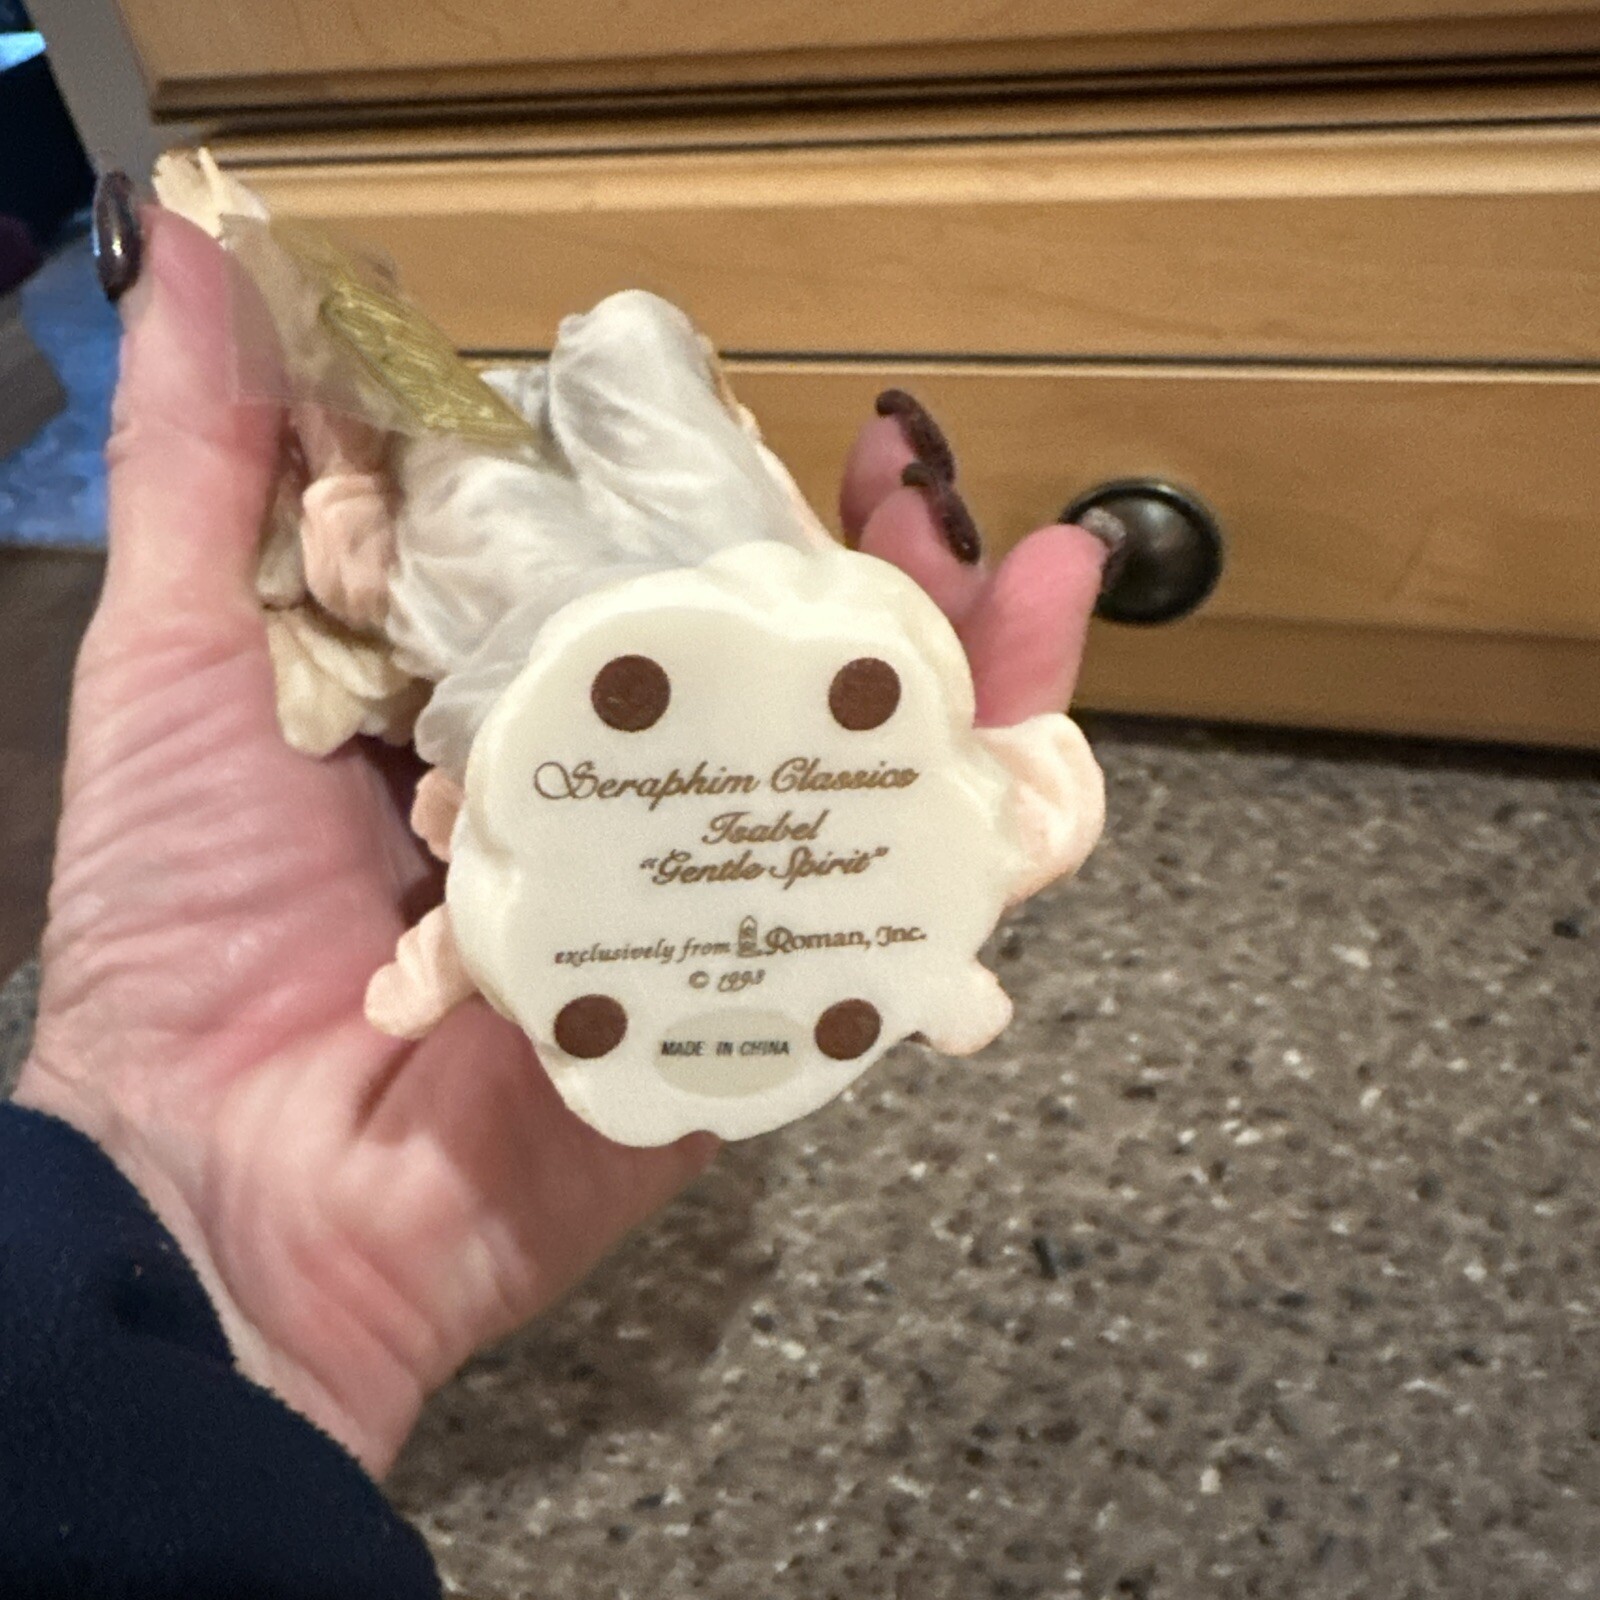 Seraphim Classics
Isabel
"Gentle Spirit"
exclusively from Roman, Inc.
© 1993
MADE IN CHINA